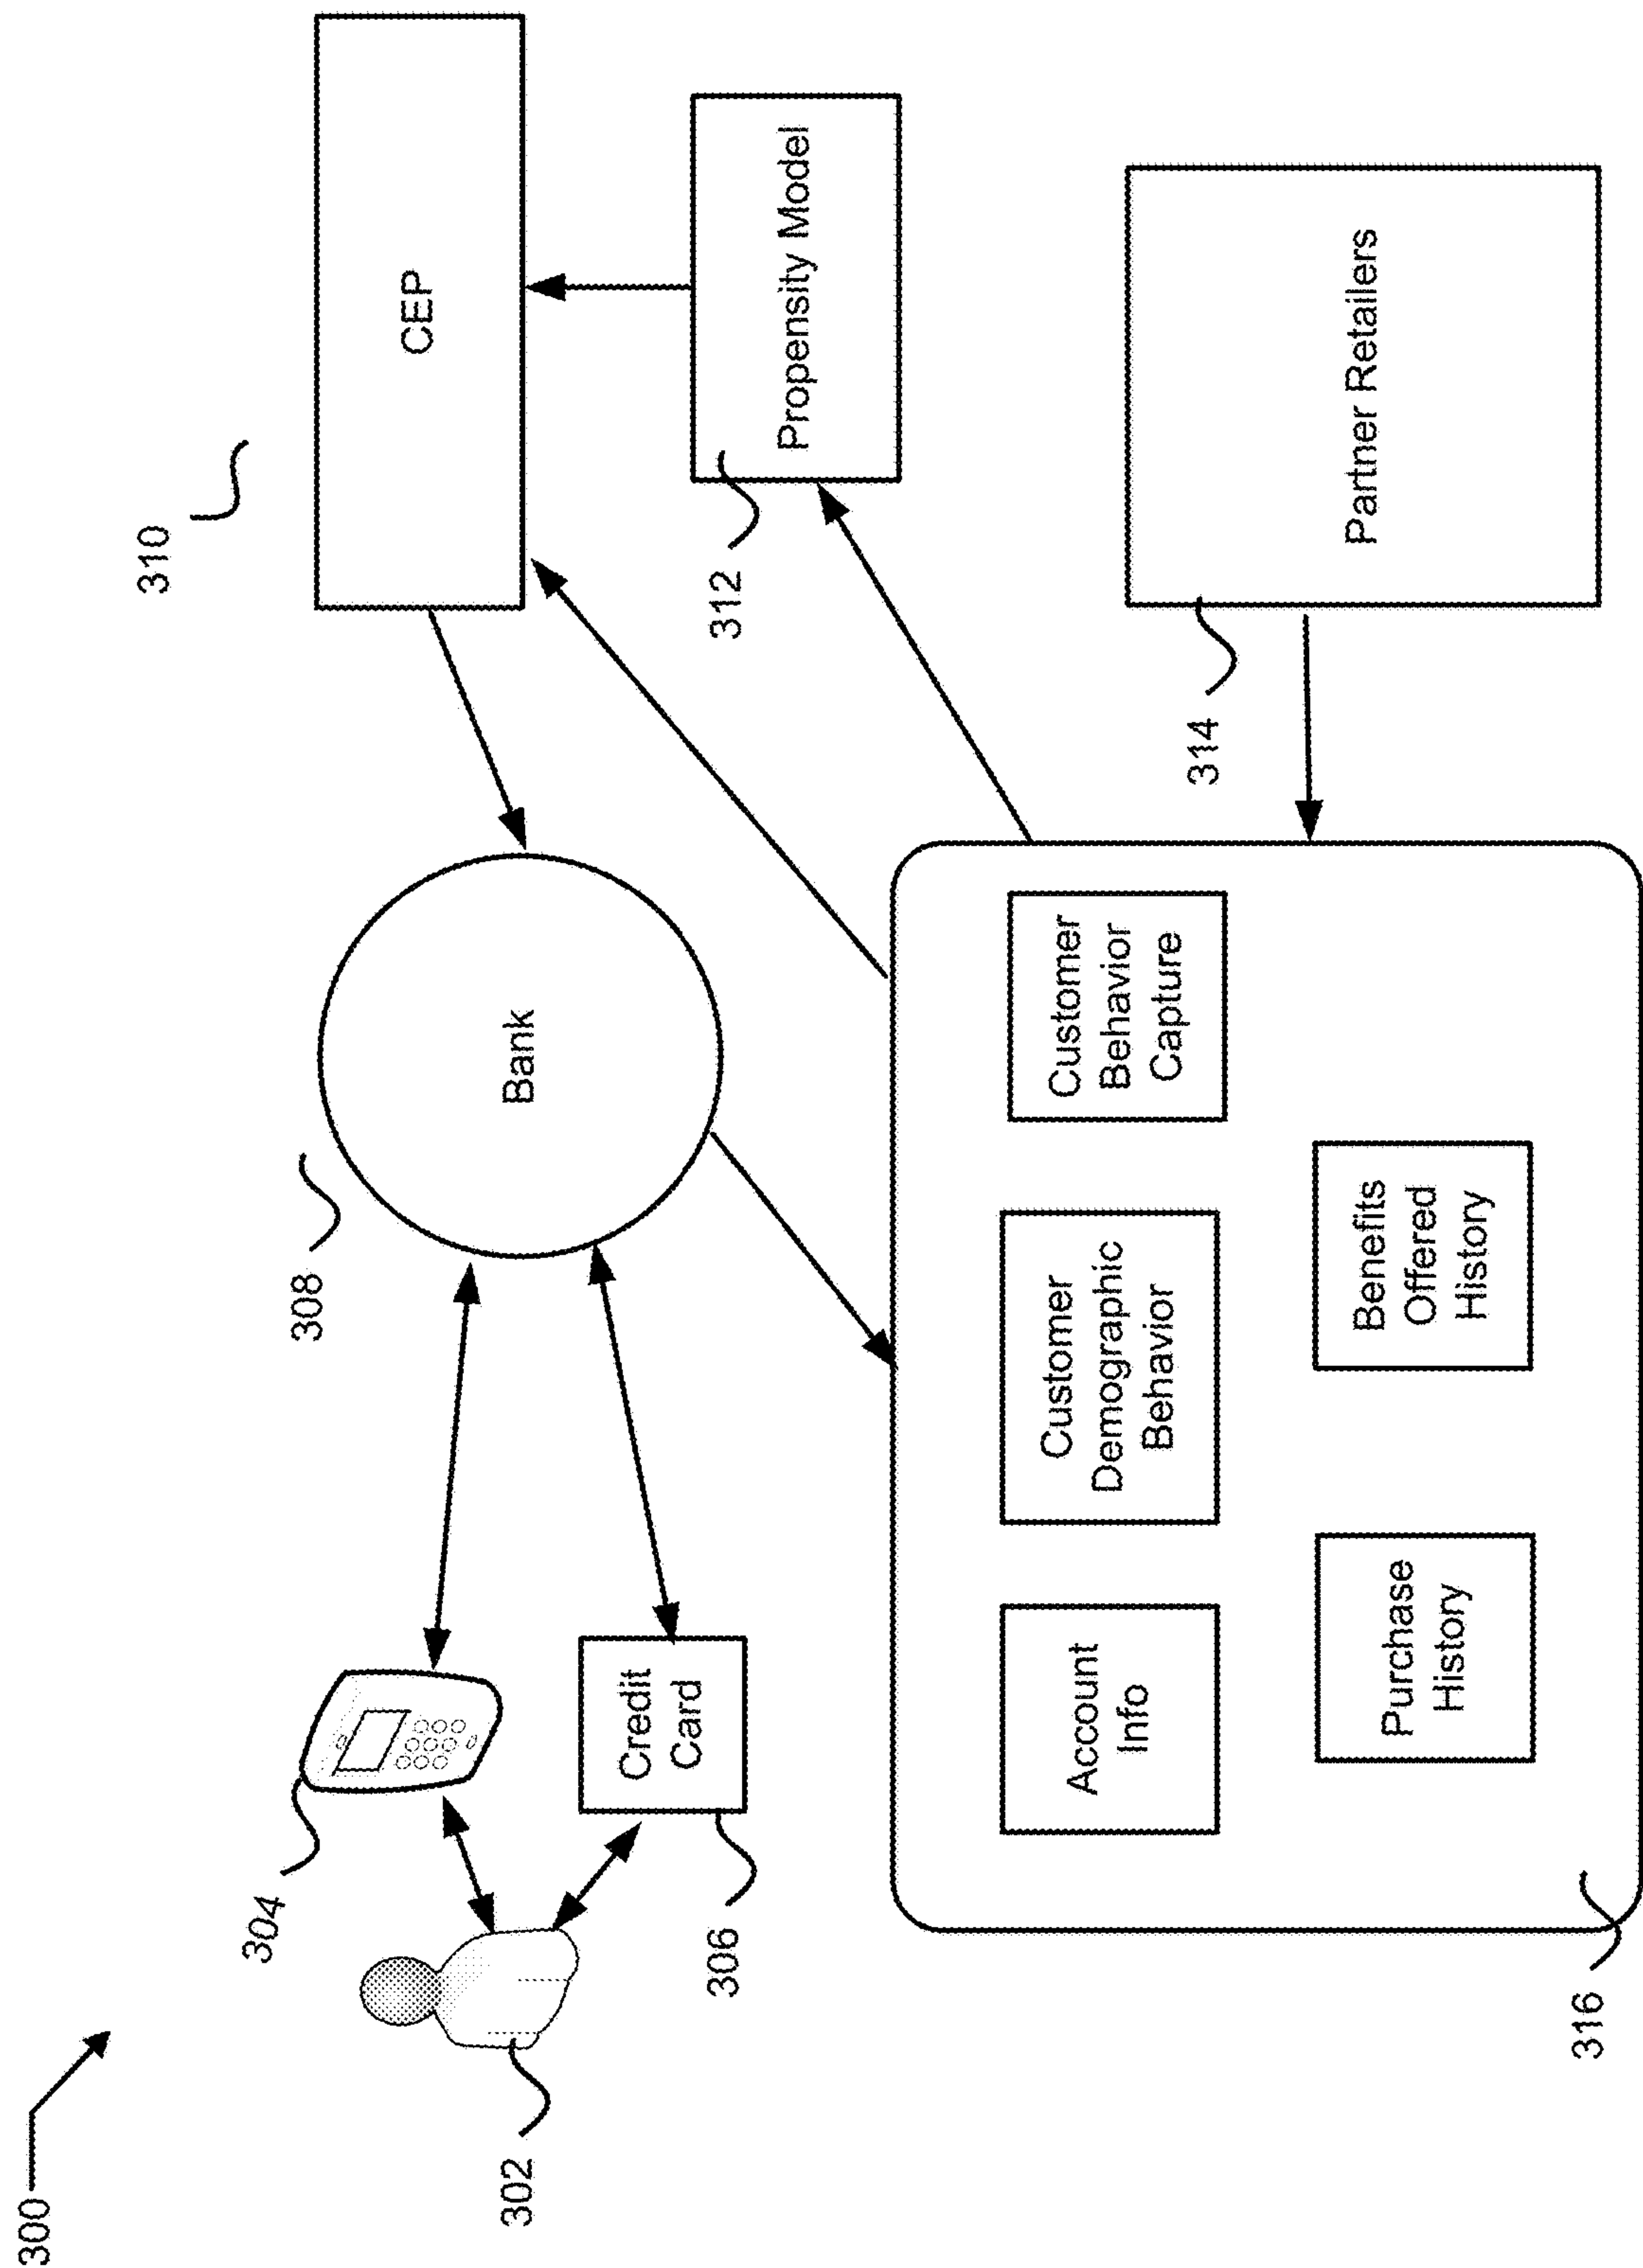 300
310
CEP
308
Bank
304
302
Credit
Card
306
312
Propensity Model
314
Partner Retailers
316
Account
Info
Customer
Demographic
Behavior
Customer
Behavior
Capture
Purchase
History
Benefits
Offered
History